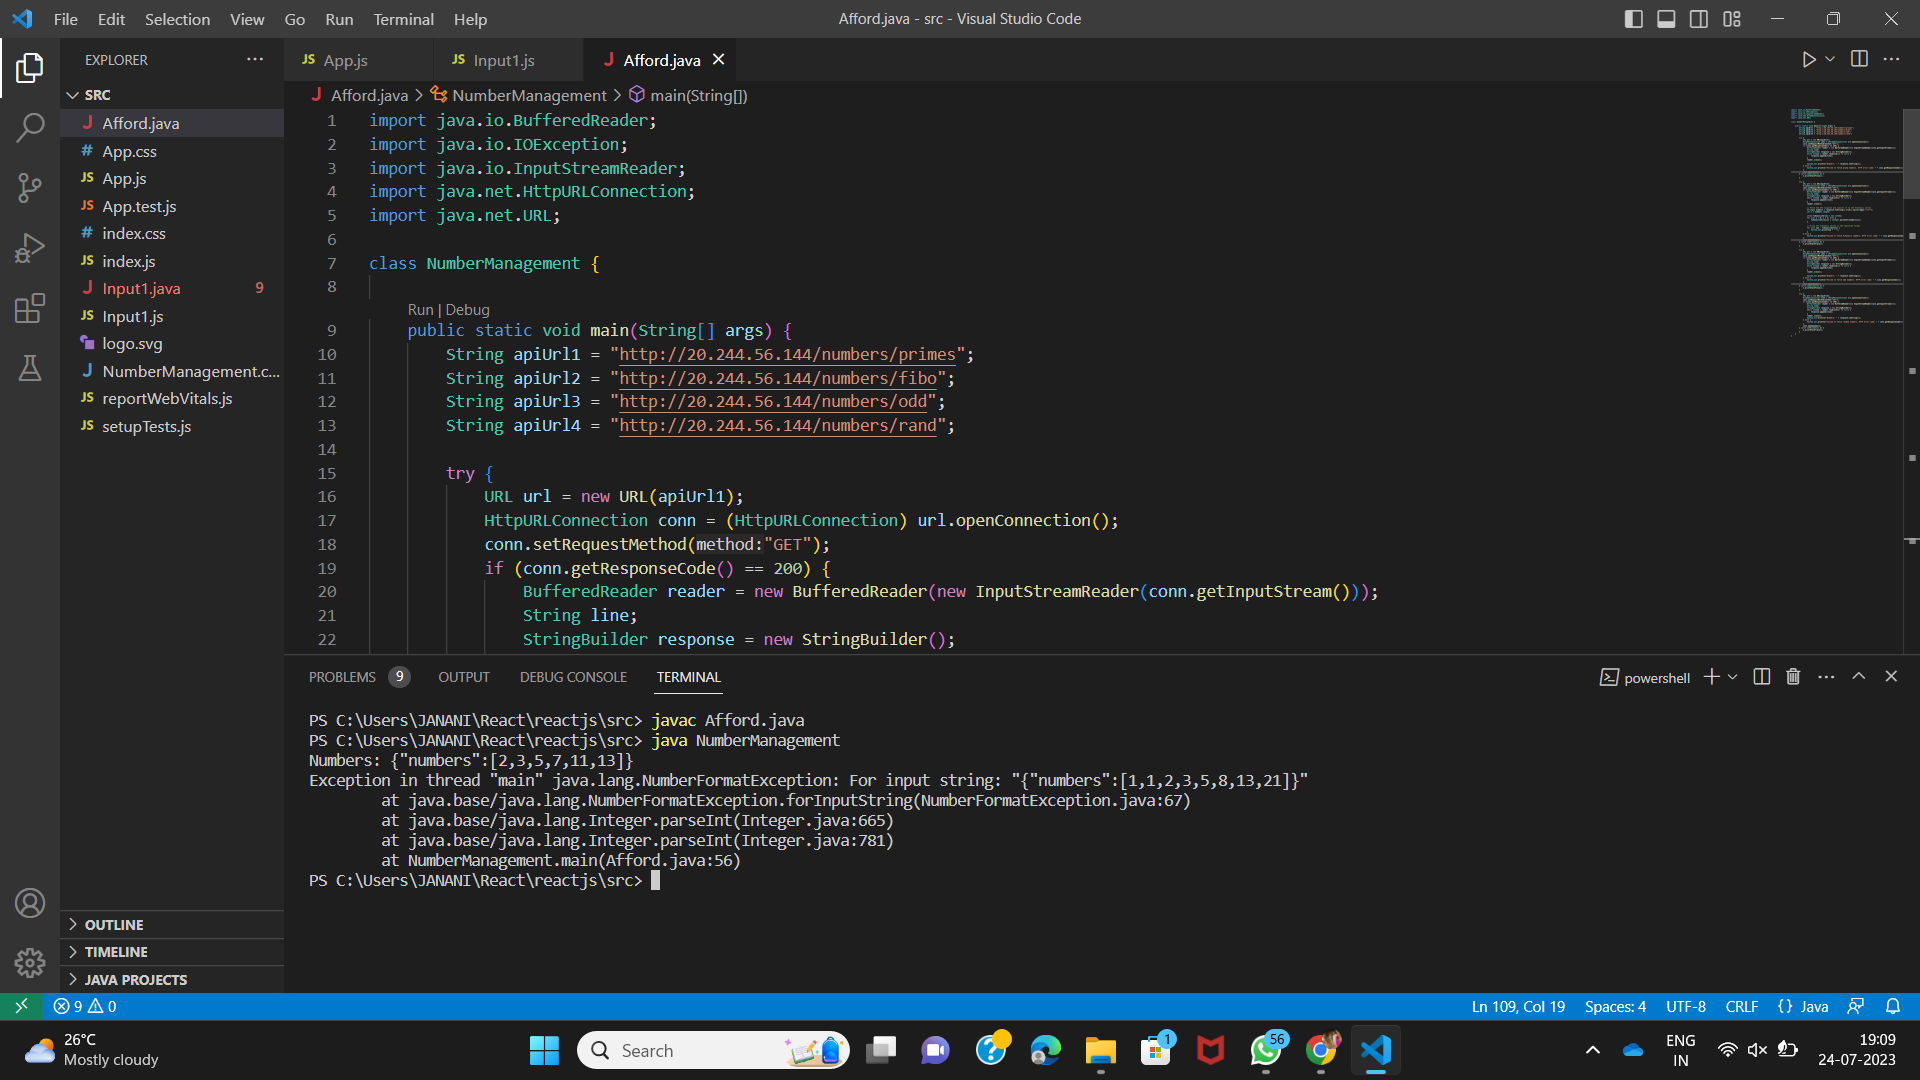 File Edit Selection View Go Run Terminal Help
Afford.java - src - Visual Studio Code
EXPLORER
SRC
Afford.java
App.css
App.js
App.test.js
index.css
index.js
Input1.java 9
Input1.js
logo.svg
NumberManagement.c...
reportWebVitals.js
setupTests.js
OUTLINE
TIMELINE
JAVA PROJECTS
App.js Input1.js Afford.java
Afford.java > NumberManagement > main(String[])
1 import java.io.BufferedReader;
2 import java.io.IOException;
3 import java.io.InputStreamReader;
4 import java.net.HttpURLConnection;
5 import java.net.URL;
6
7 class NumberManagement {
8
Run | Debug
9 public static void main(String[] args) {
10 String apiUrl1 = "http://20.244.56.144/numbers/primes";
11 String apiUrl2 = "http://20.244.56.144/numbers/fibo";
12 String apiUrl3 = "http://20.244.56.144/numbers/odd";
13 String apiUrl4 = "http://20.244.56.144/numbers/rand";
14
15 try {
16 URL url = new URL(apiUrl1);
17 HttpURLConnection conn = (HttpURLConnection) url.openConnection();
18 conn.setRequestMethod(method:"GET");
19 if (conn.getResponseCode() == 200) {
20 BufferedReader reader = new BufferedReader(new InputStreamReader(conn.getInputStream()));
21 String line;
22 StringBuilder response = new StringBuilder();
PROBLEMS 9 OUTPUT DEBUG CONSOLE TERMINAL
powershell
PS C:\Users\JANANI\React\reactjs\src> javac Afford.java
PS C:\Users\JANANI\React\reactjs\src> java NumberManagement
Numbers: {"numbers":[2,3,5,7,11,13]}
Exception in thread "main" java.lang.NumberFormatException: For input string: "{"numbers":[1,1,2,3,5,8,13,21]}"
at java.base/java.lang.NumberFormatException.forInputString(NumberFormatException.java:67)
at java.base/java.lang.Integer.parseInt(Integer.java:665)
at java.base/java.lang.Integer.parseInt(Integer.java:781)
at NumberManagement.main(Afford.java:56)
PS C:\Users\JANANI\React\reactjs\src>
9 0
Ln 109, Col 19 Spaces: 4 UTF-8 CRLF {} Java
26°C
Mostly cloudy
Search
1
56
ENG
IN
19:09
24-07-2023